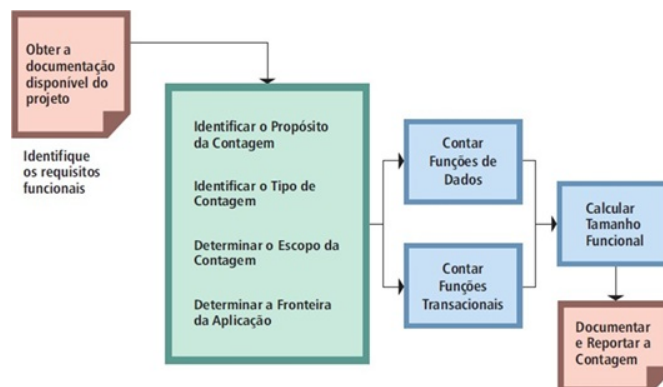 Obter a
documentação
disponível do
projeto
Identifique
os requisitos
funcionais
Identificar o Propósito
da Contagem
Identificar o Tipo de
Contagem
Determinar o Escopo da
Contagem
Determinar a Fronteira
da Aplicação
Contar
Funções de
Dados
Contar
Funções
Transacionais
Calcular
Tamanho
Funcional
Documentar
e Reportar a
Contagem